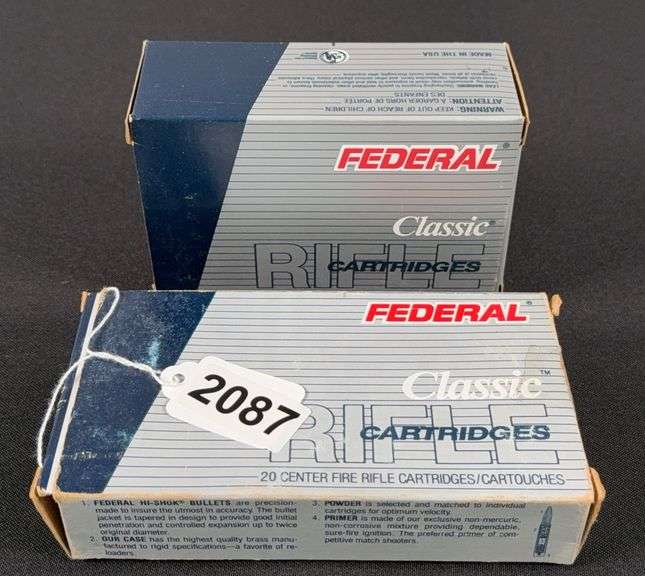 MADE IN THE USA
WARNING: KEEP OUT OF REACH OF CHILDREN
ATTENTION: À GARDER HORS DE PORTÉE
DES ENFANTS
FEDERAL®
Classic®
RIFLE
CARTRIDGES
FEDERAL®
Classic™
RIFLE
CARTRIDGES
2087
20 CENTER FIRE RIFLE CARTRIDGES/CARTOUCHES
1. FEDERAL HI-SHOK® BULLETS are precision-
made to insure the utmost in accuracy. The bullet
jacket is tapered in design to provide good initial
penetration and controlled expansion up to twice
original diameter.
2. OUR CASE has the highest quality brass manu-
factured to rigid specifications—a favorite of re-
loaders.
3. POWDER is selected and matched to individual
cartridges for optimum velocity.
4. PRIMER is made of our exclusive non-mercuric,
non-corrosive mixture providing dependable,
sure-fire ignition. The preferred primer of com-
petitive match shooters.